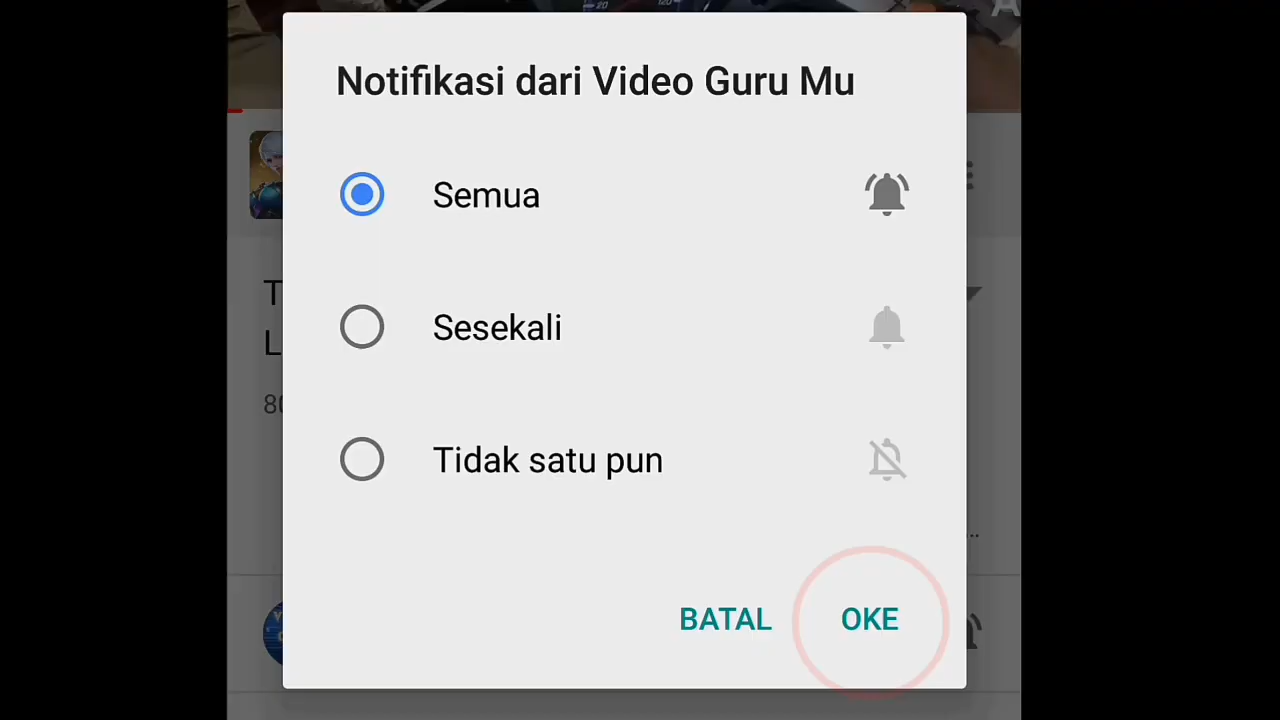 Notifikasi dari Video Guru Mu
Semua
Sesekali
Tidak satu pun
BATAL
OKE